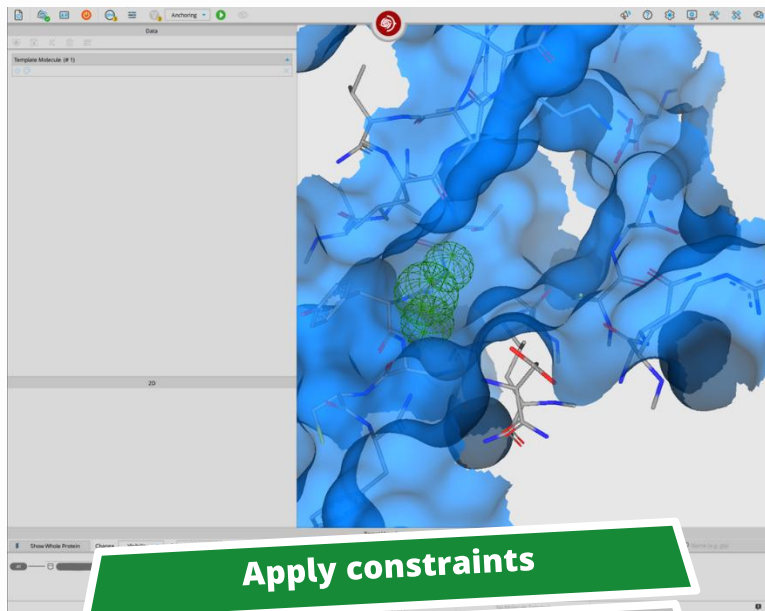 Anchoring
Data
Template Molecule (# 1)
2D
Show Whole Protein
Apply constraints